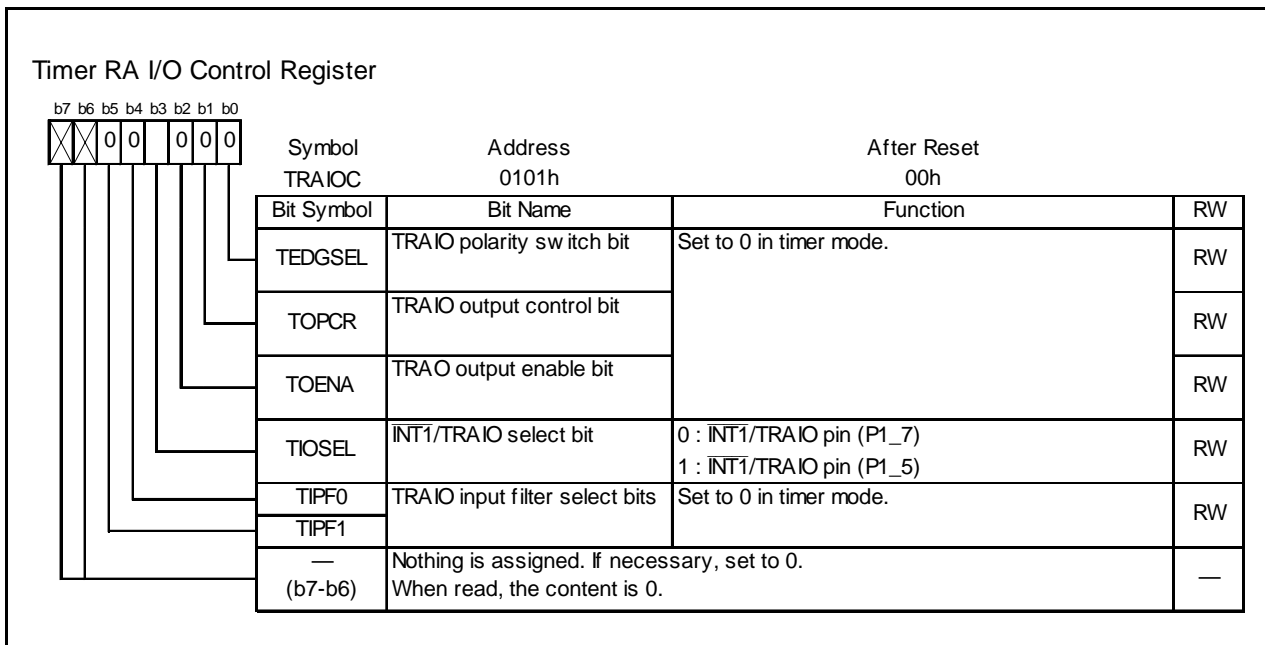 Timer RA I/O Control Register
b7 b6 b5 b4 b3 b2 b1 b0
0 0 0 0 0
Symbol Address After Reset
TRAIOC 0101h 00h
Bit Symbol Bit Name Function RW
TEDGSEL TRAIO polarity switch bit Set to 0 in timer mode. RW
TOPCR TRAIO output control bit RW
TOENA TRAO output enable bit RW
TIOSEL INT1/TRAIO select bit 0 : INT1/TRAIO pin (P1_7) RW
1 : INT1/TRAIO pin (P1_5)
TIPF0 TRAIO input filter select bits Set to 0 in timer mode. RW
TIPF1
— Nothing is assigned. If necessary, set to 0. —
(b7-b6) When read, the content is 0.